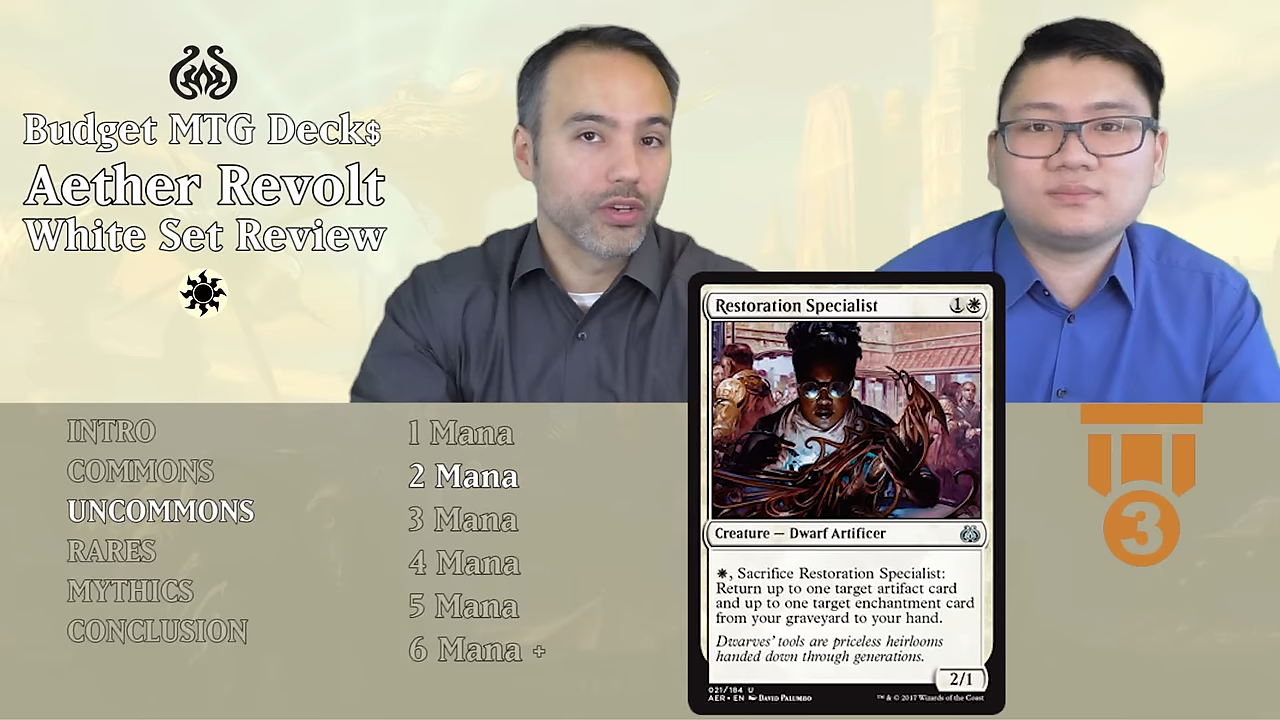 Budget MTG Deck$
Aether Revolt
White Set Review
INTRO
COMMONS
UNCOMMONS
RARES
MYTHICS
CONCLUSION
1 Mana
2 Mana
3 Mana
4 Mana
5 Mana
6 Mana +
Restoration Specialist 1
Creature — Dwarf Artificer
, Sacrifice Restoration Specialist:
Return up to one target artifact card
and up to one target enchantment card
from your graveyard to your hand.
Dwarves' tools are priceless heirlooms
handed down through generations.
2/1
021/184 U
AER • EN David Palumbo
™ & © 2017 Wizards of the Coast
3